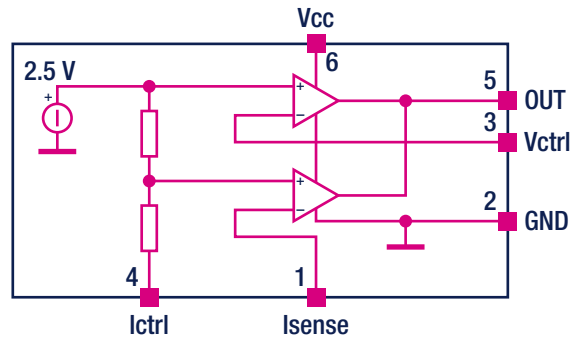 Vcc
6
2.5 V
+
+
−
5
OUT
3
Vctrl
+
−
2
GND
4
1
Ictrl
Isense